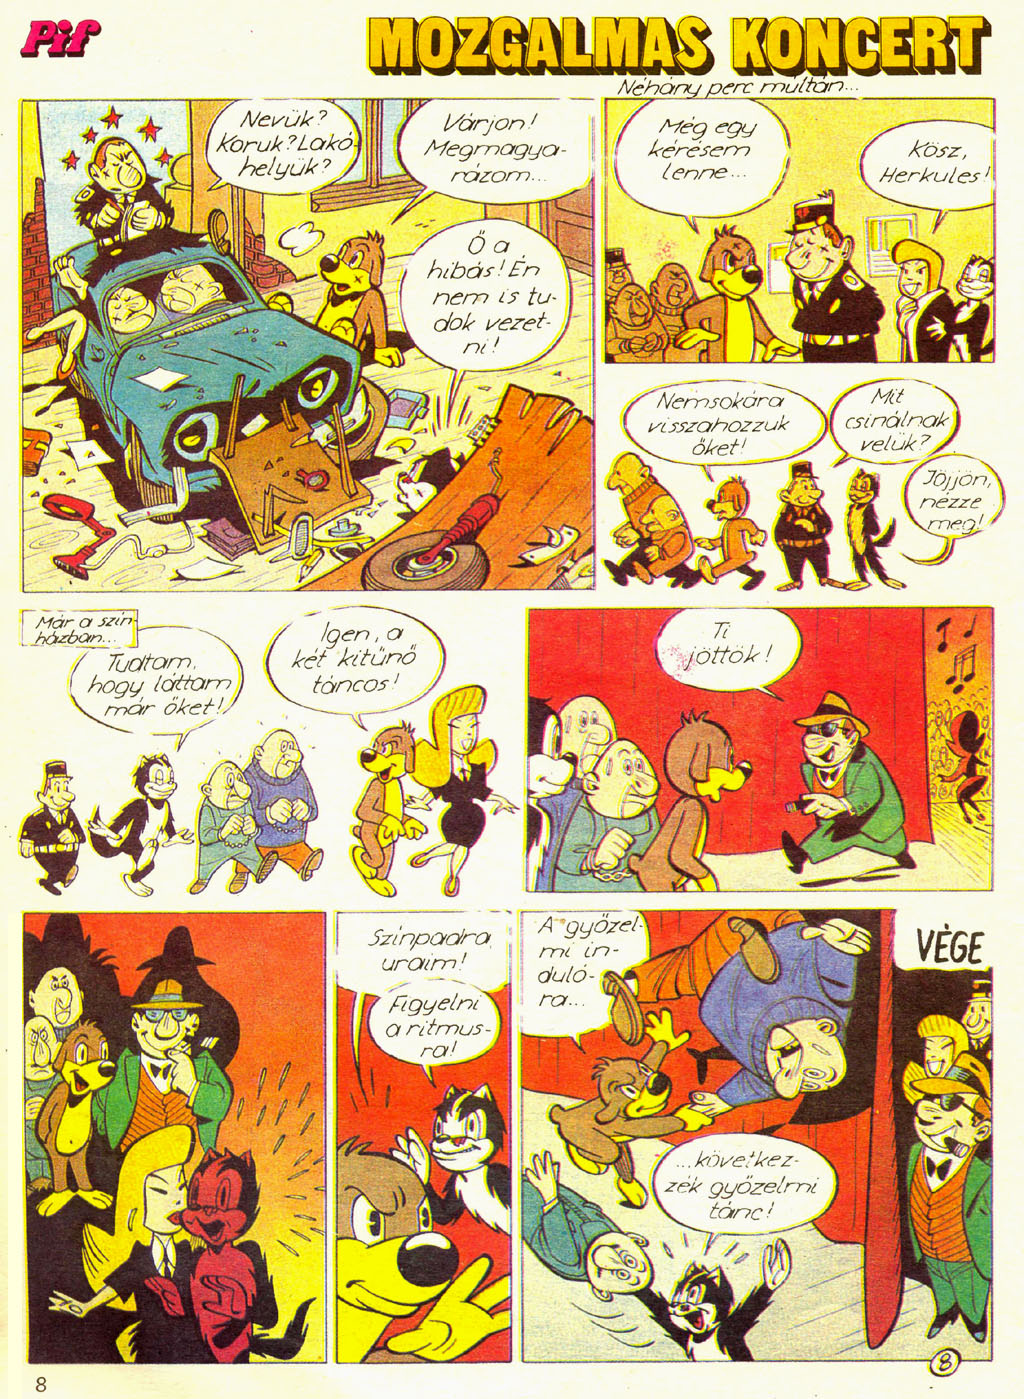 Pif
MOZGALMAS KONCERT
Nevük?
Koruk? Lakó-
helyük?
Várjon!
Megmagya-
rázom...
Ő a
hibás! Én
nem is tu-
dok vezet-
ni!
Néhány perc múltán...
Még egy
kérésem
lenne...
Kösz,
Herkules!
Nemsokára
visszahozzuk
őket!
Mit
csinálnak
velük?
Jöjjön,
nézze
meg!
Már a szín-
házban...
Tudtam,
hogy láttam
már őket!
Igen, a
két kitűnő
táncos!
Ti
jöttök!
Színpadra,
uraim!
Figyelni
a ritmus-
ra!
A győzel-
mi in-
duló-
ra...
...követke-
zék győzelmi
tánc!
VÉGE
8
8